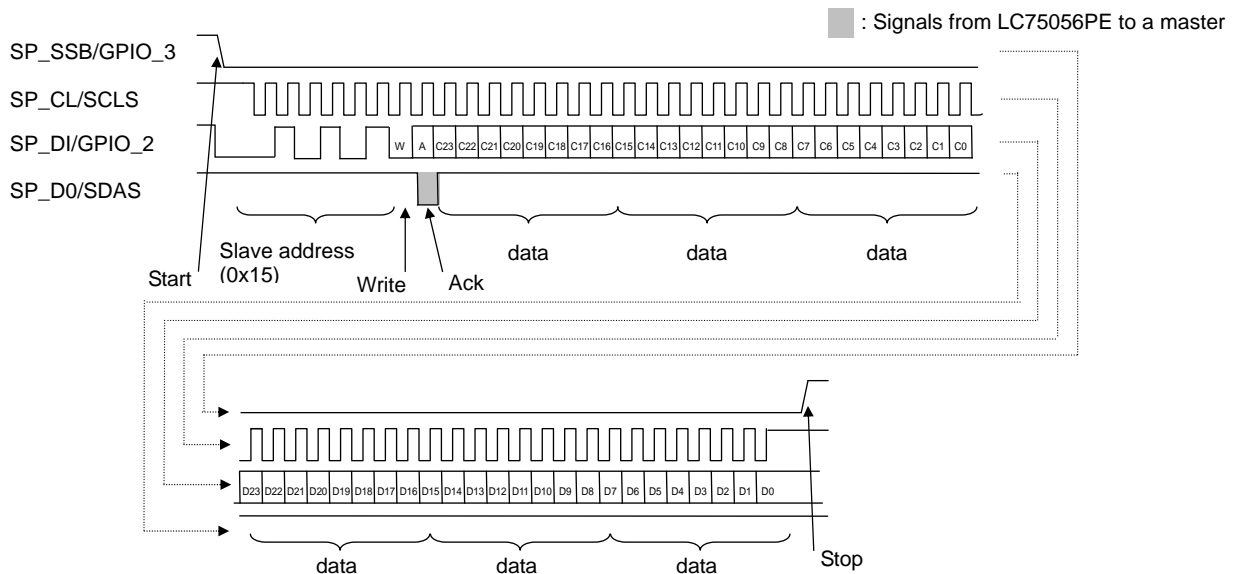 : Signals from LC75056PE to a master
SP_SSB/GPIO_3
SP_CL/SCLS
SP_DI/GPIO_2
W A C23 C22 C21 C20 C19 C18 C17 C16 C15 C14 C13 C12 C11 C10 C9 C8 C7 C6 C5 C4 C3 C2 C1 C0
SP_D0/SDAS
Slave address
(0x15)
data
data
data
Start
Write
Ack
D23 D22 D21 D20 D19 D18 D17 D16 D15 D14 D13 D12 D11 D10 D9 D8 D7 D6 D5 D4 D3 D2 D1 D0
data
data
data
Stop